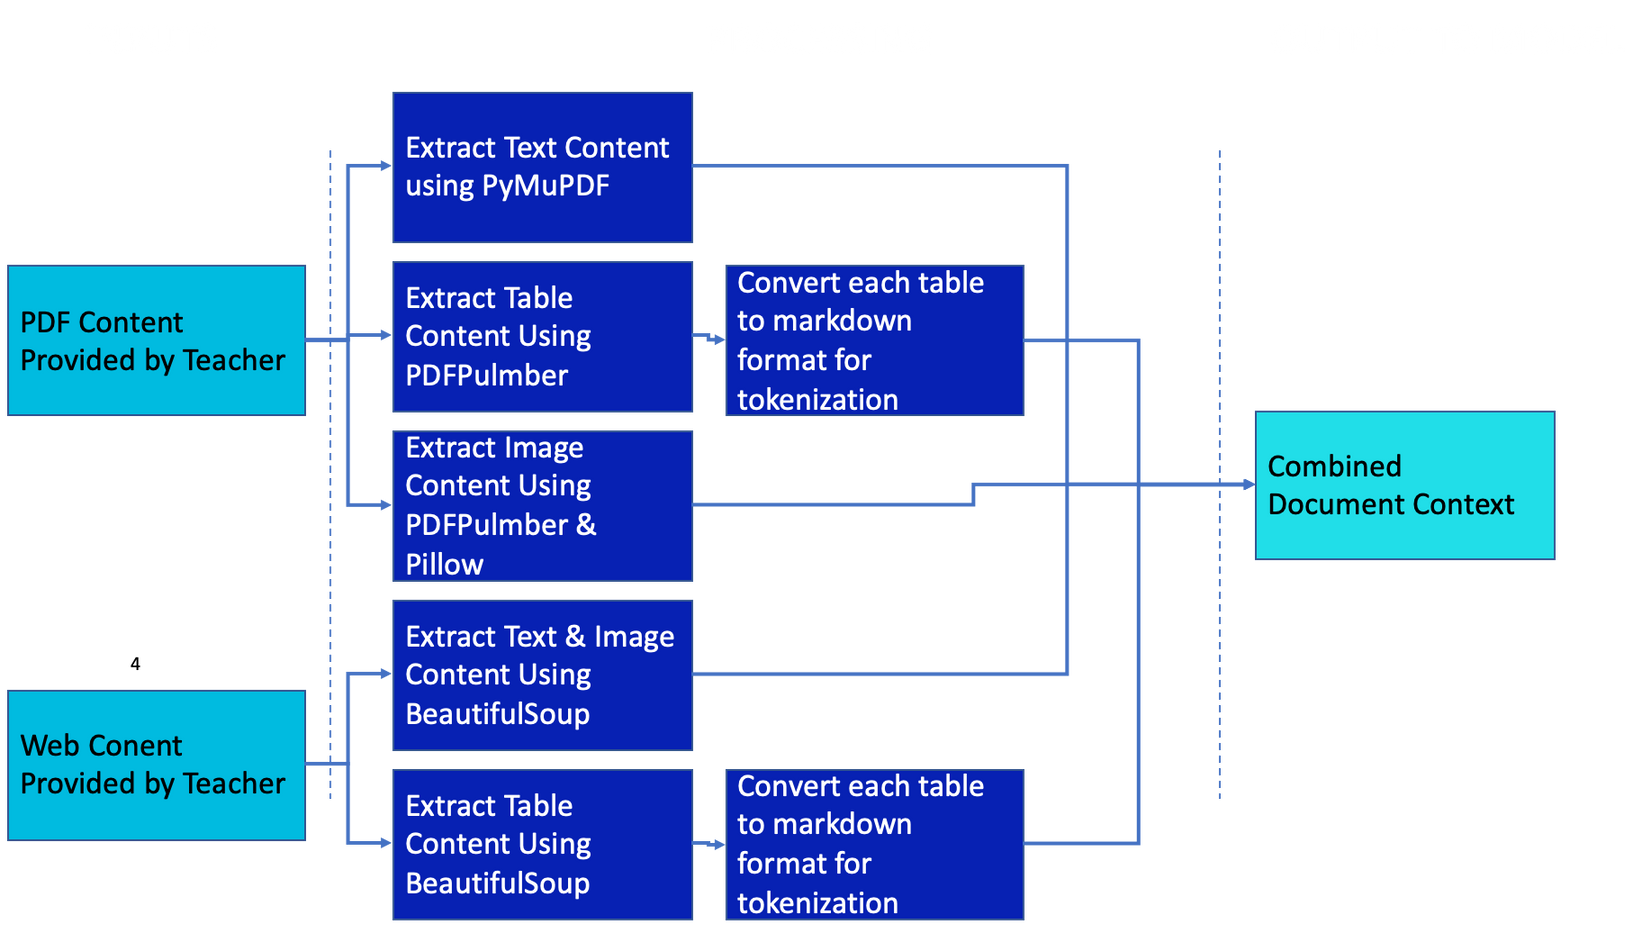 Extract Text Content
using PyMuPDF
PDF Content
Provided by Teacher
Extract Table
Content Using
PDFPulmber
Convert each table
to markdown
format for
tokenization
Extract Image
Content Using
PDFPulmber &
Pillow
Combined
Document Context
4
Extract Text & Image
Content Using
BeautifulSoup
Web Conent
Provided by Teacher
Extract Table
Content Using
BeautifulSoup
Convert each table
to markdown
format for
tokenization